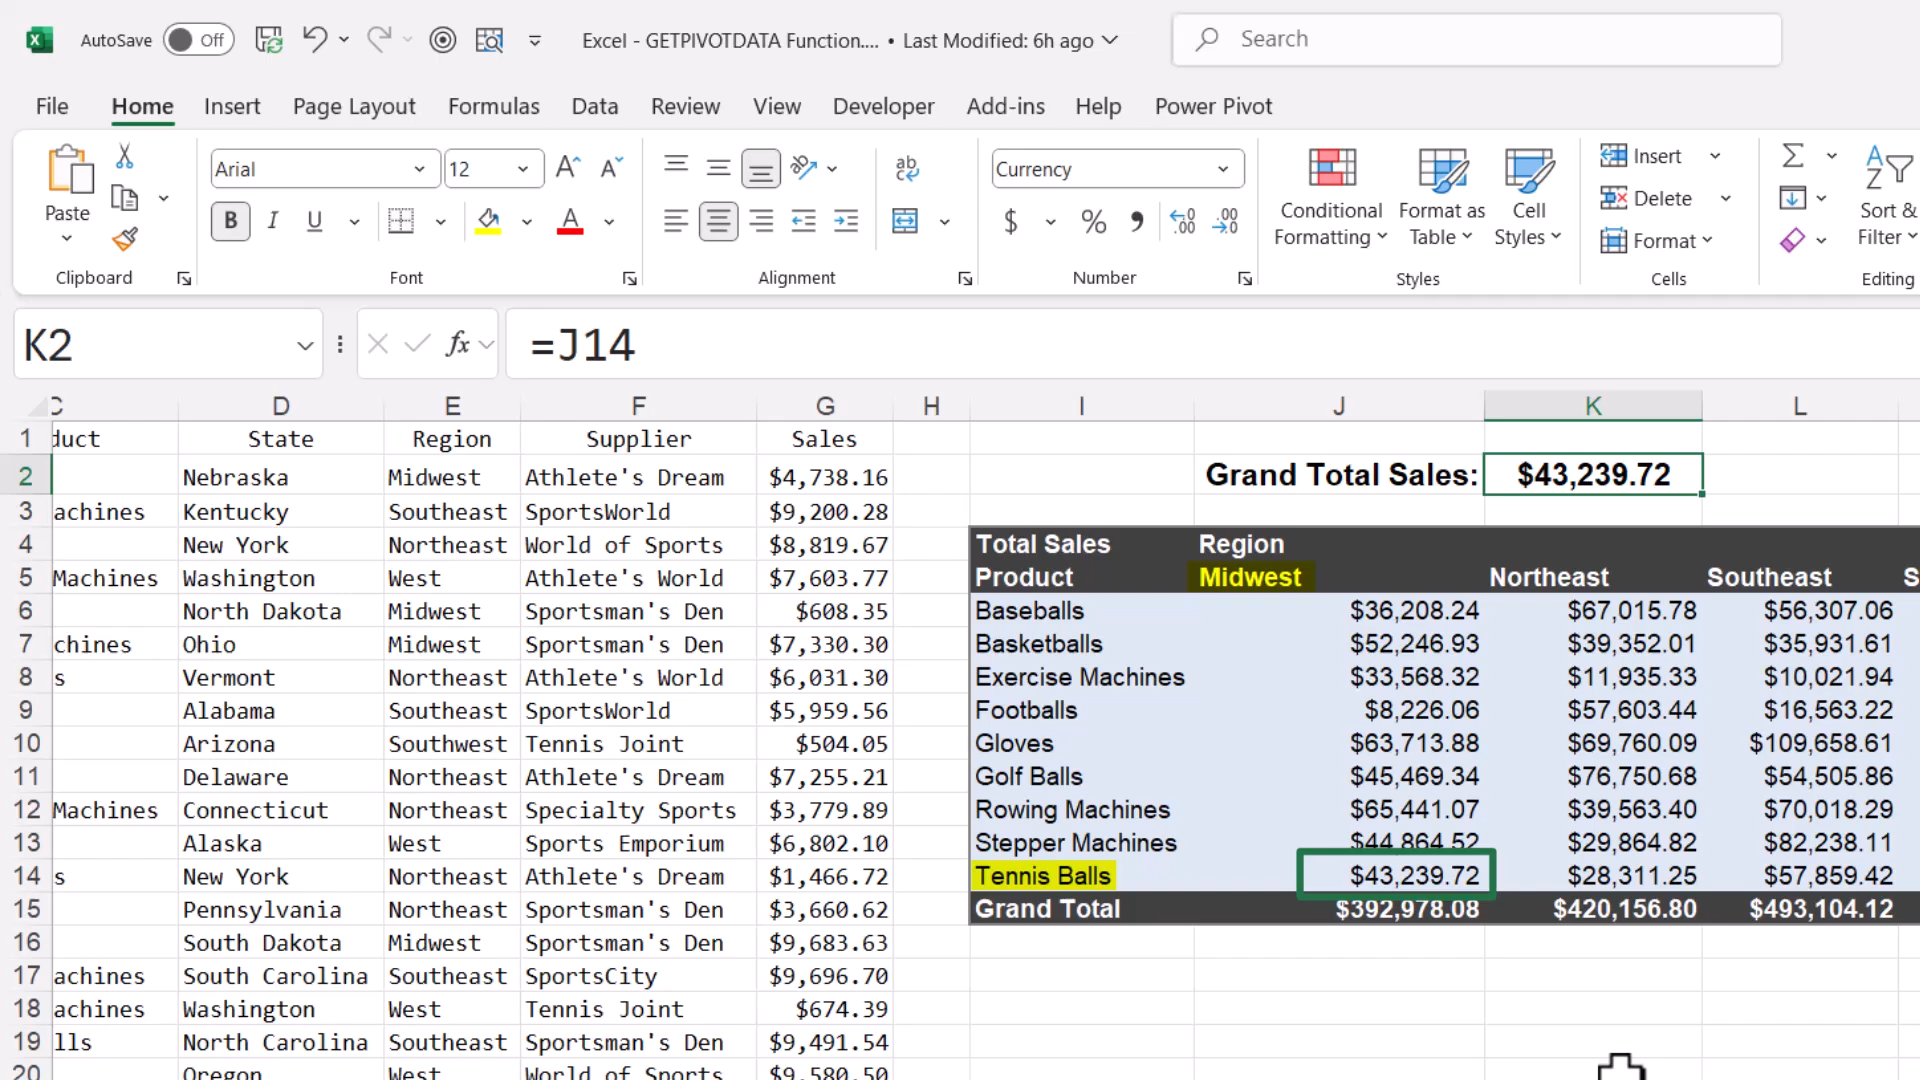 AutoSave Off Excel - GETPIVOTDATA Function.... • Last Modified: 6h ago Search
File Home Insert Page Layout Formulas Data Review View Developer Add-ins Help Power Pivot
Paste
Clipboard
Arial 12
B I U A
Font
ab
Alignment
Currency
$ % ,
Number
Conditional Formatting
Format as Table
Cell Styles
Styles
Insert
Delete
Format
Cells
Sort &
Filter
Editing
K2 fx =J14
C D E F G H I J K L
1 duct State Region Supplier Sales
2 Nebraska Midwest Athlete's Dream $4,738.16 Grand Total Sales: $43,239.72
3 achines Kentucky Southeast SportsWorld $9,200.28
4 New York Northeast World of Sports $8,819.67 Total Sales Region
5 Machines Washington West Athlete's World $7,603.77 Product Midwest Northeast Southeast S
6 North Dakota Midwest Sportsman's Den $608.35 Baseballs $36,208.24 $67,015.78 $56,307.06
7 chines Ohio Midwest Sportsman's Den $7,330.30 Basketballs $52,246.93 $39,352.01 $35,931.61
8 s Vermont Northeast Athlete's World $6,031.30 Exercise Machines $33,568.32 $11,935.33 $10,021.94
9 Alabama Southeast SportsWorld $5,959.56 Footballs $8,226.06 $57,603.44 $16,563.22
10 Arizona Southwest Tennis Joint $504.05 Gloves $63,713.88 $69,760.09 $109,658.61
11 Delaware Northeast Athlete's Dream $7,255.21 Golf Balls $45,469.34 $76,750.68 $54,505.86
12 Machines Connecticut Northeast Specialty Sports $3,779.89 Rowing Machines $65,441.07 $39,563.40 $70,018.29
13 Alaska West Sports Emporium $6,802.10 Stepper Machines $44,864.52 $29,864.82 $82,238.11
14 s New York Northeast Athlete's Dream $1,466.72 Tennis Balls $43,239.72 $28,311.25 $57,859.42
15 Pennsylvania Northeast Sportsman's Den $3,660.62 Grand Total $392,978.08 $420,156.80 $493,104.12
16 South Dakota Midwest Sportsman's Den $9,683.63
17 achines South Carolina Southeast SportsCity $9,696.70
18 achines Washington West Tennis Joint $674.39
19 lls North Carolina Southeast Sportsman's Den $9,491.54
20 Oregon West World of Sports $9,580.50